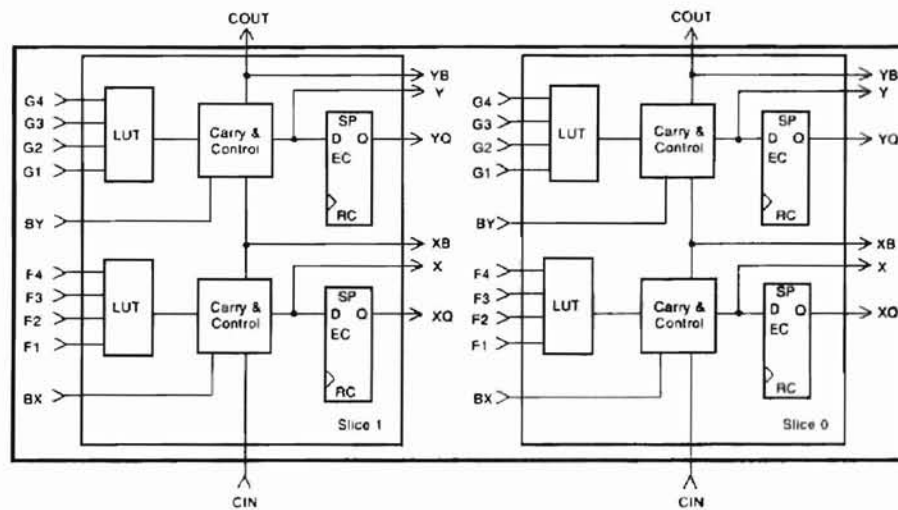 COUT
YB
Y
G4
G3
G2
G1
LUT
Carry &
Control
SP
D Q
EC
RC
YQ
BY
XB
X
F4
F3
F2
F1
LUT
Carry &
Control
SP
D Q
EC
RC
XQ
BX
Slice 1
CIN
COUT
YB
Y
G4
G3
G2
G1
LUT
Carry &
Control
SP
D Q
EC
RC
YQ
BY
XB
X
F4
F3
F2
F1
LUT
Carry &
Control
SP
D Q
EC
RC
XQ
BX
Slice 0
CIN